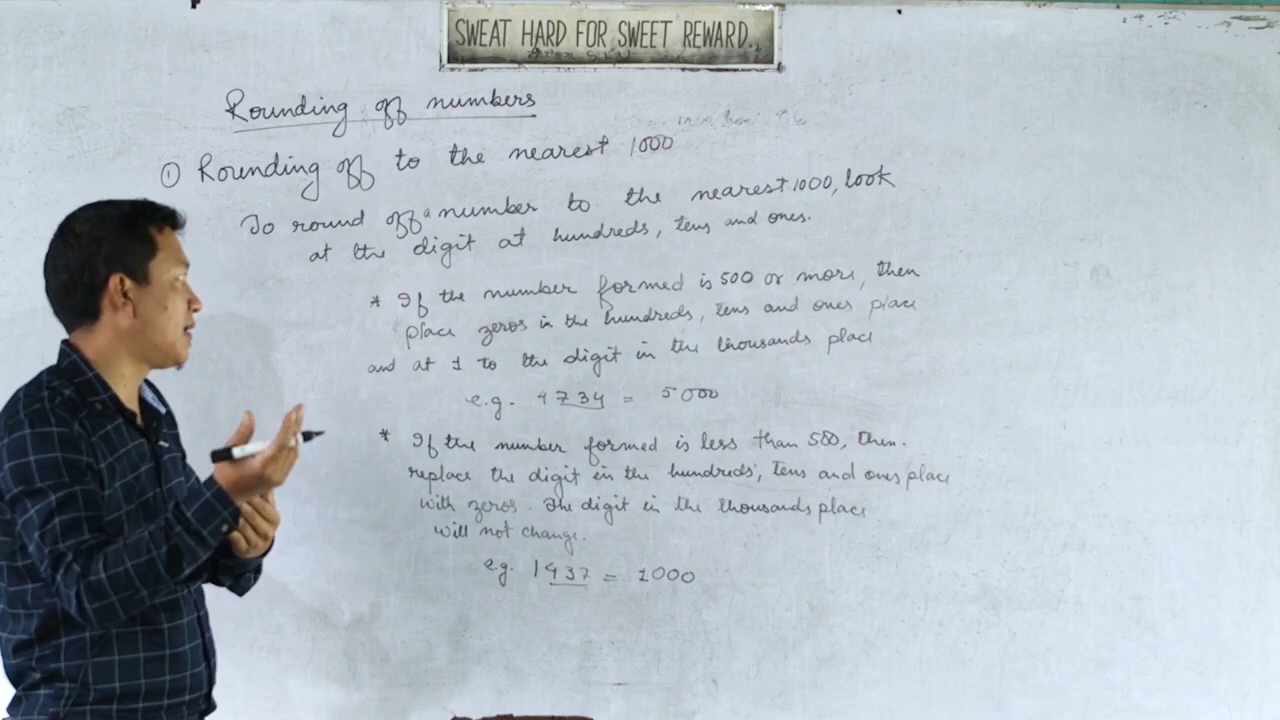 SWEAT HARD FOR SWEET REWARD.
Rounding off numbers
① Rounding off to the nearest 1000
To round off a number to the nearest 1000, look
at the digit at hundreds, tens and ones.
* If the number formed is 500 or more, then
place zeros in the hundreds, tens and ones place
and at 1 to the digit in the thousands place
e.g. 4734 = 5000
* If the number formed is less than 500, then.
replace the digit in the hundreds, tens and ones place
with zeros. The digit in the thousands place
will not change.
e.g. 1437 = 1000